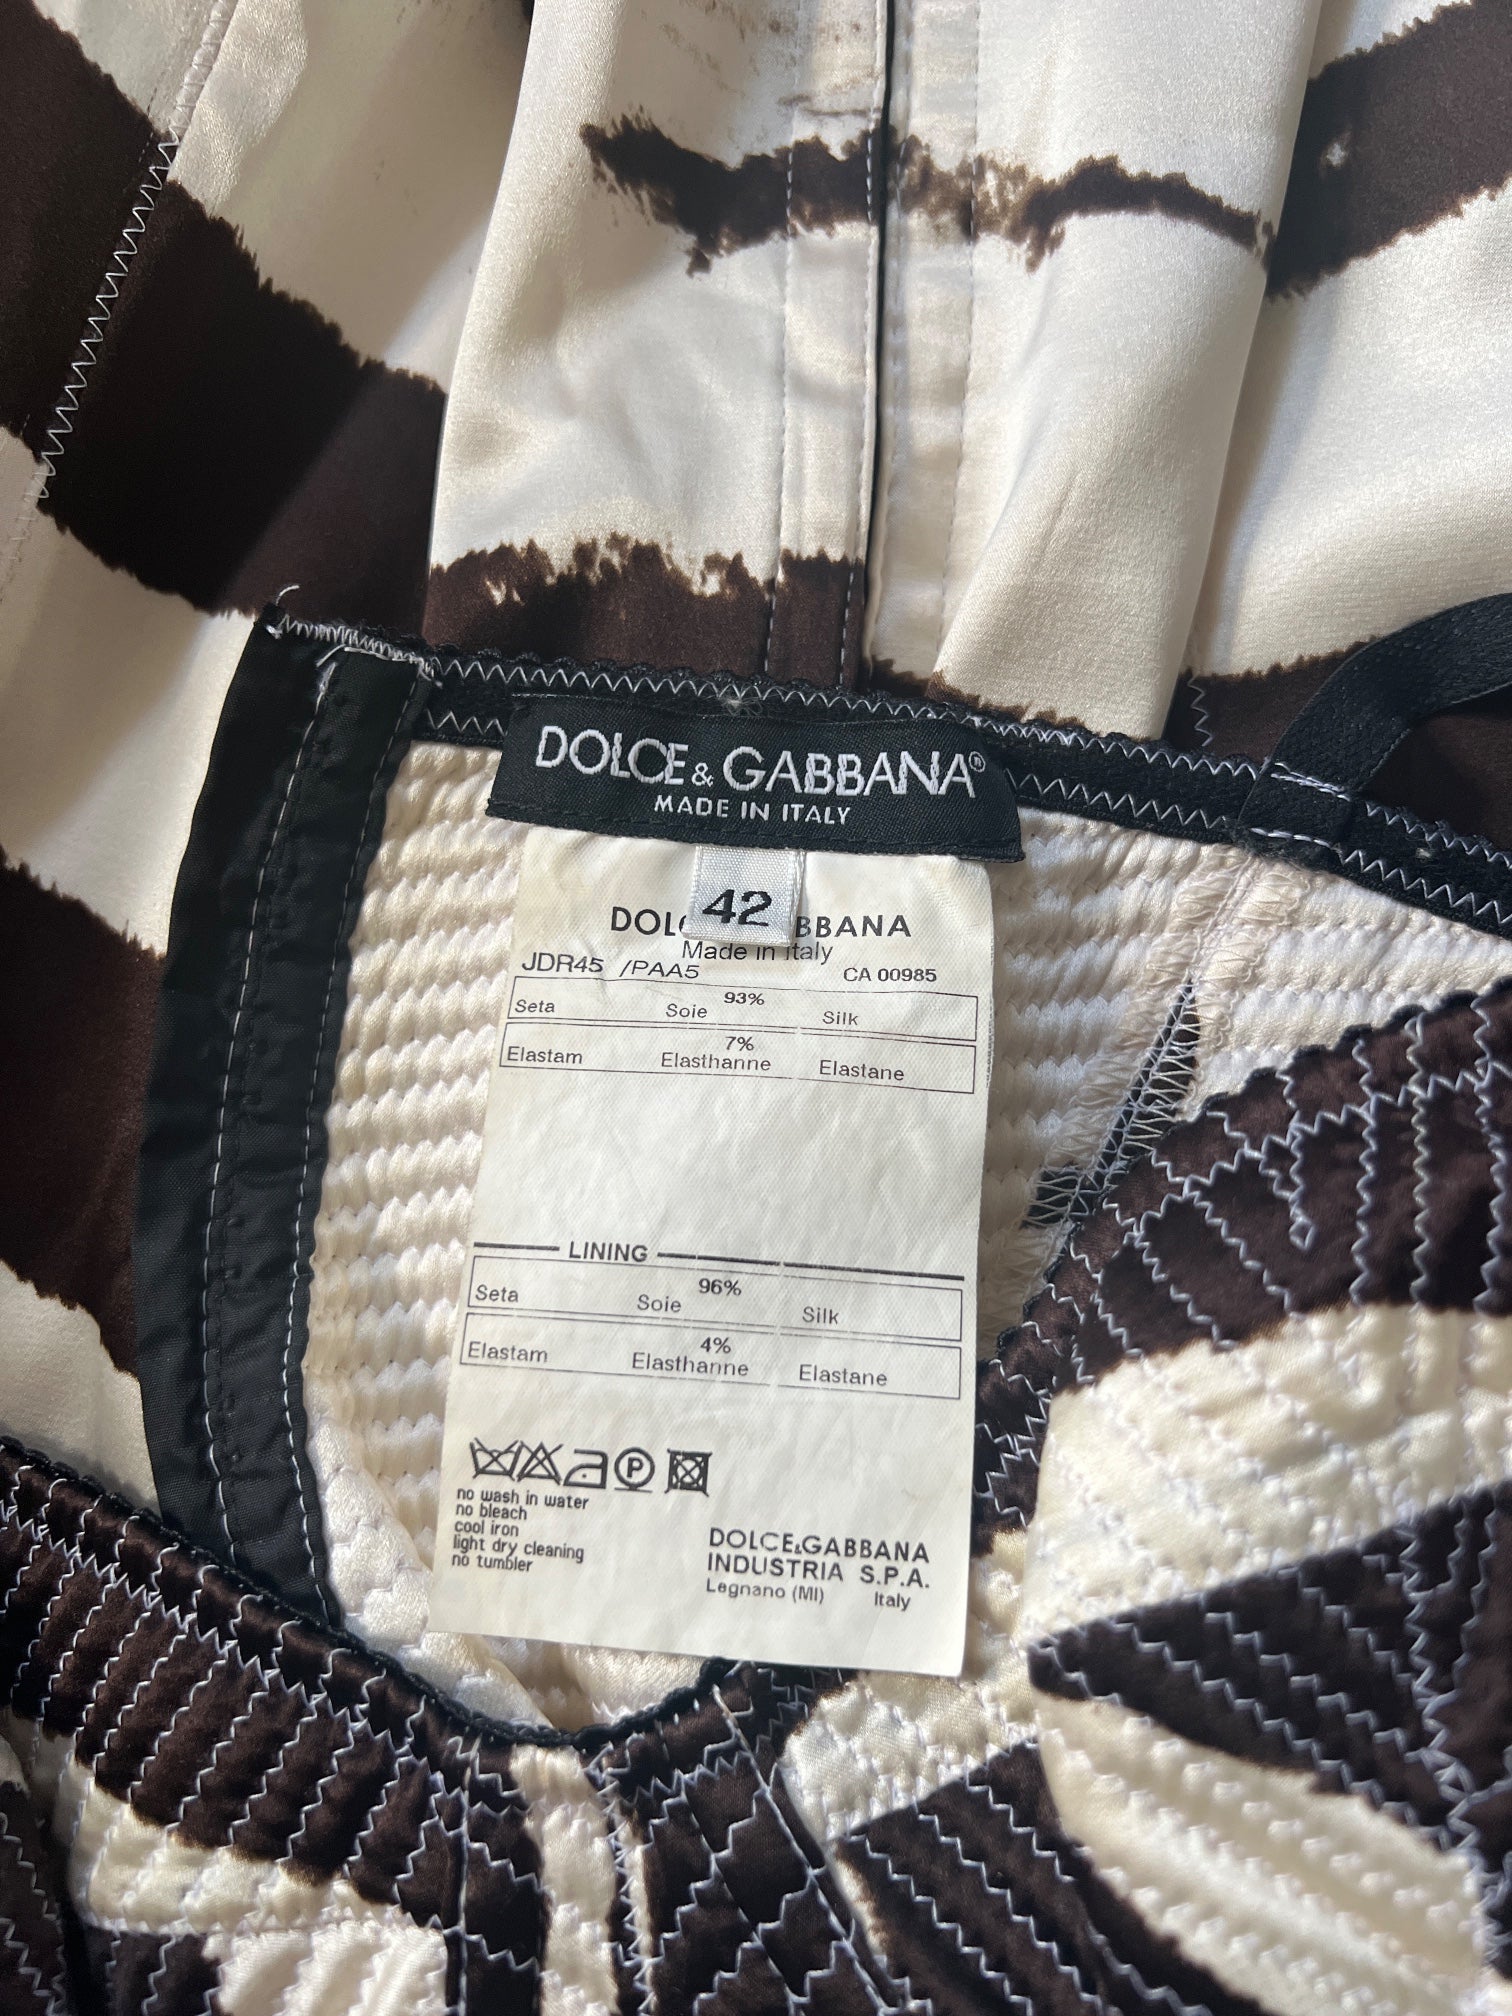 DOLCE & GABBANA®
MADE IN ITALY
42
Made in Italy
JDR45 /PAA5 CA 00985
93%
Seta Soie Silk
7%
Elastam Elasthanne Elastane
LINING
96%
Seta Soie Silk
4%
Elastam Elasthanne Elastane
P
no wash in water
no bleach
cool iron
light dry cleaning
no tumbler
DOLCE&GABBANA
INDUSTRIA S.P.A.
Legnano (MI) Italy